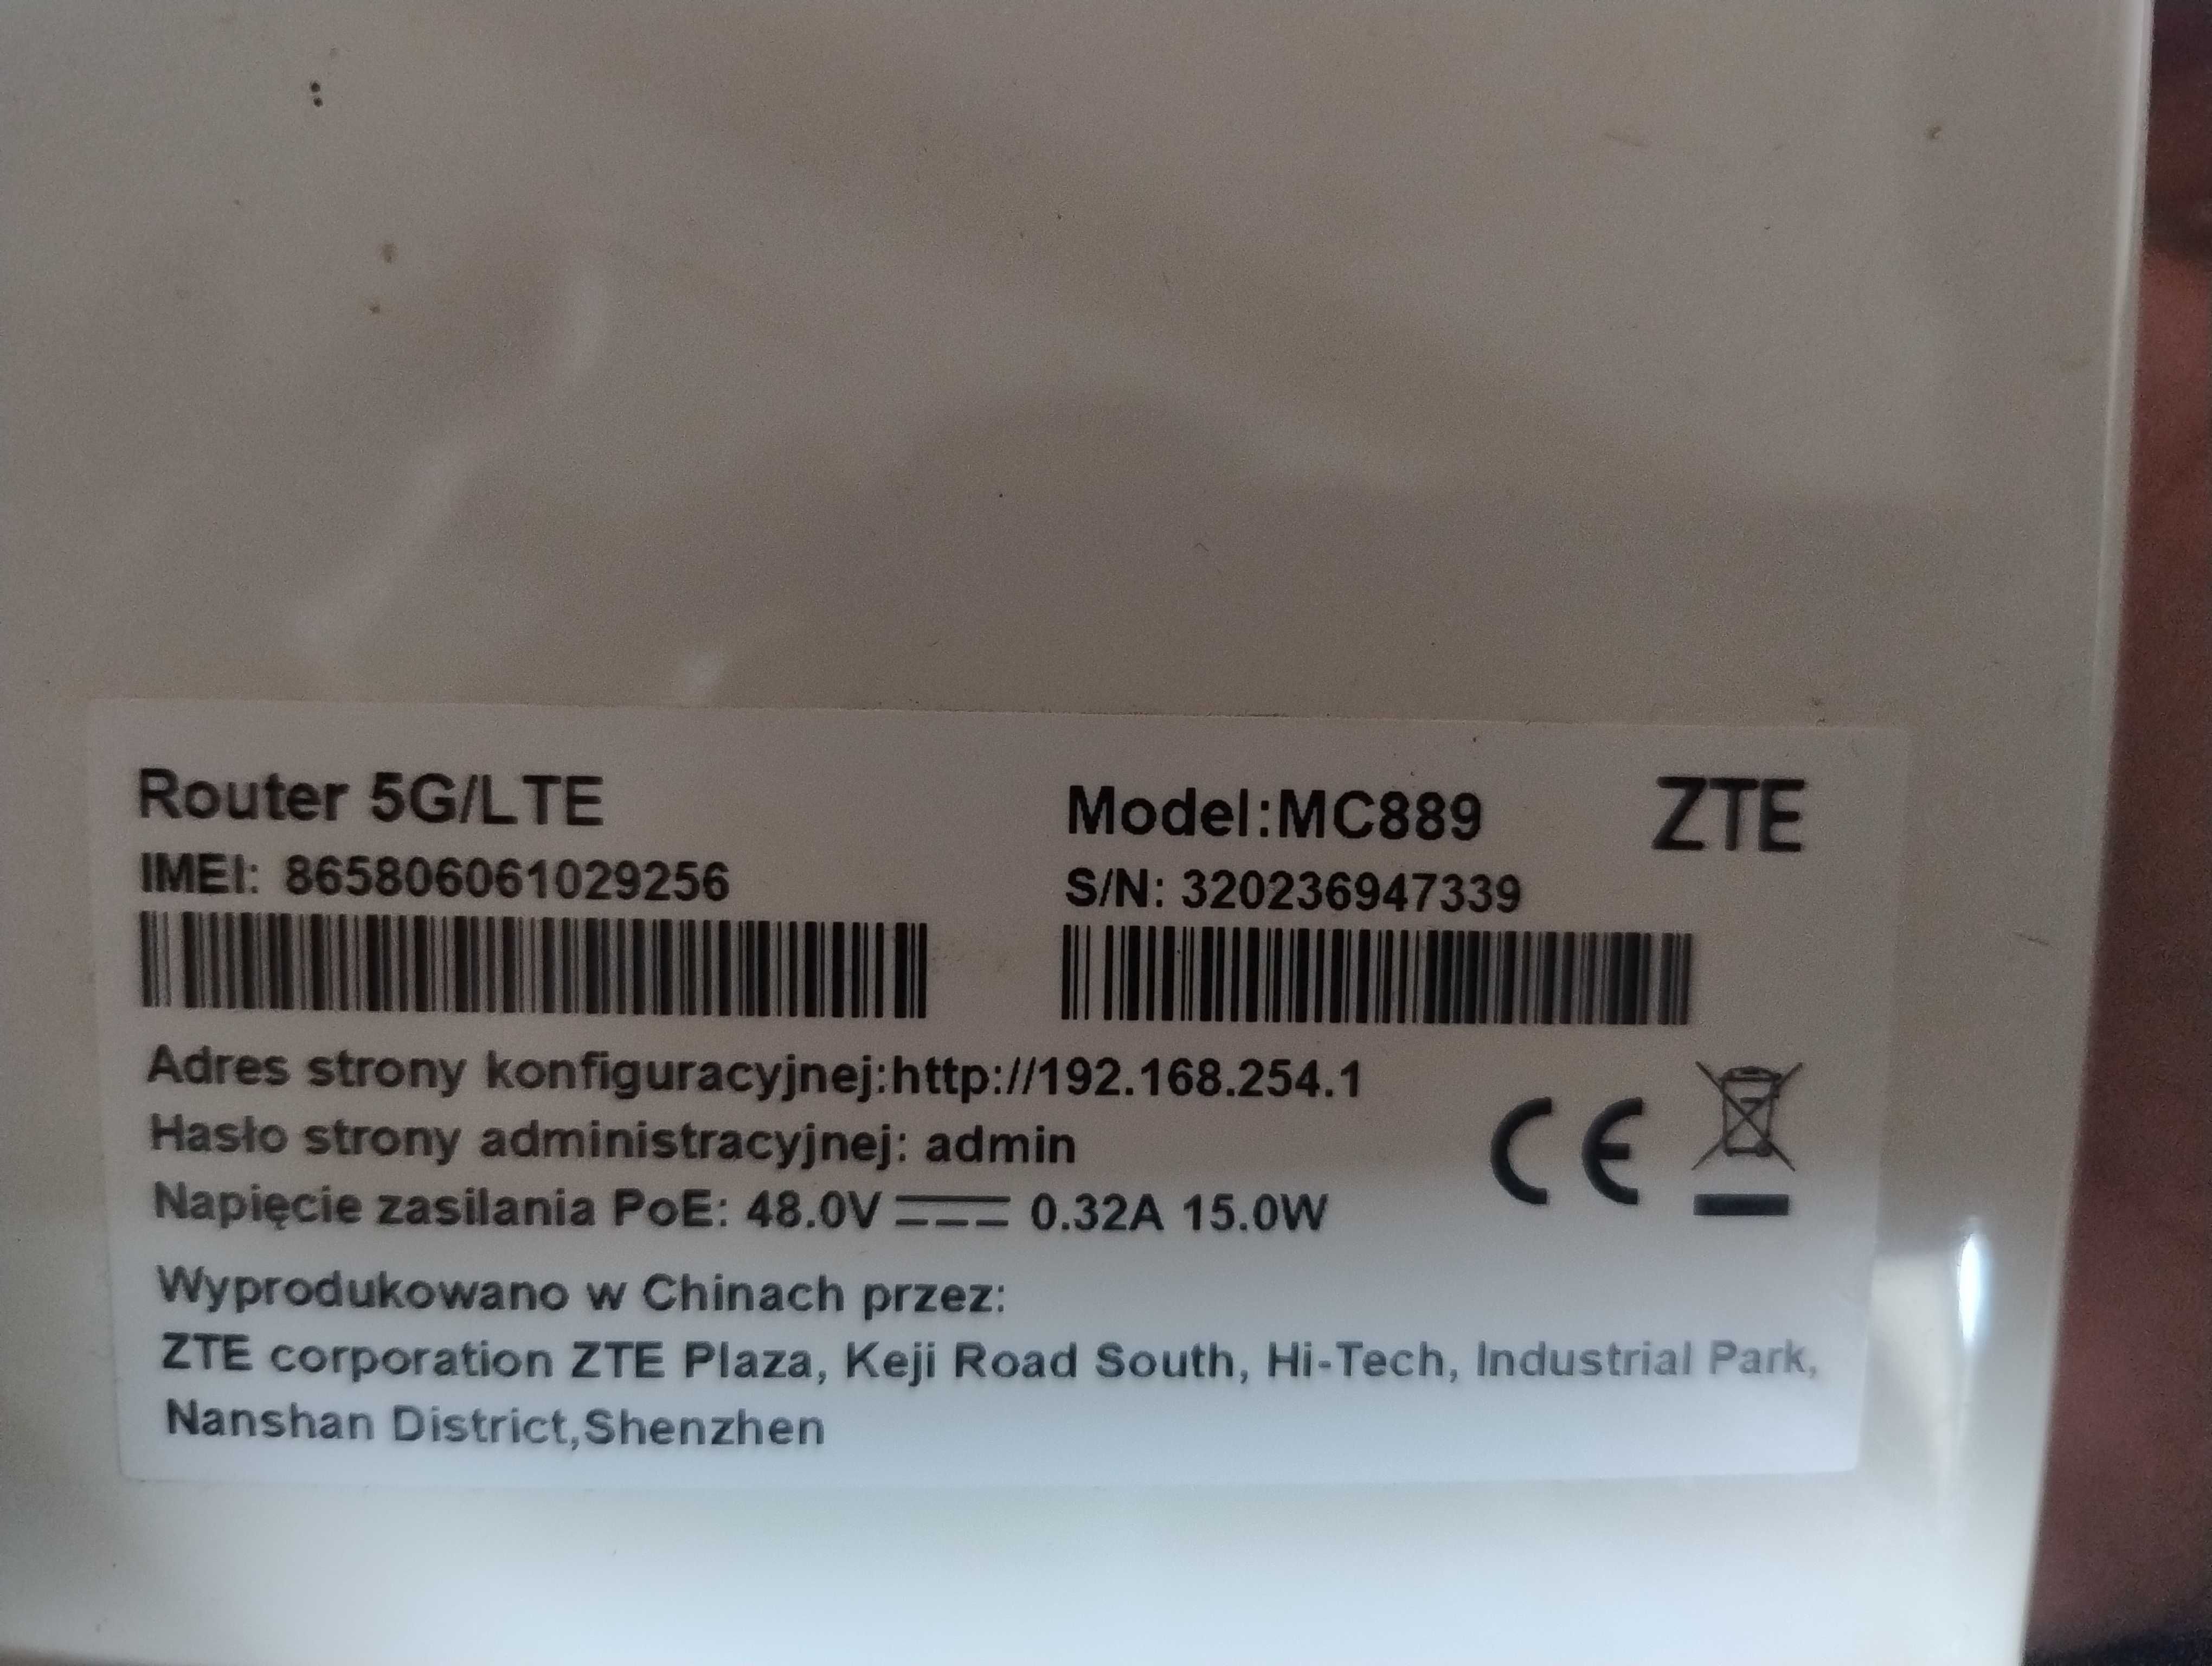 Router 5G/LTE
Model:MC889
ZTE
IMEI: 865806061029256
S/N: 320236947339
Adres strony konfiguracyjnej:http://192.168.254.1
Hasło strony administracyjnej: admin
CE
Napięcie zasilania PoE: 48.0V 0.32A 15.0W
Wyprodukowano w Chinach przez:
ZTE corporation ZTE Plaza, Keji Road South, Hi-Tech, Industrial Park,
Nanshan District,Shenzhen